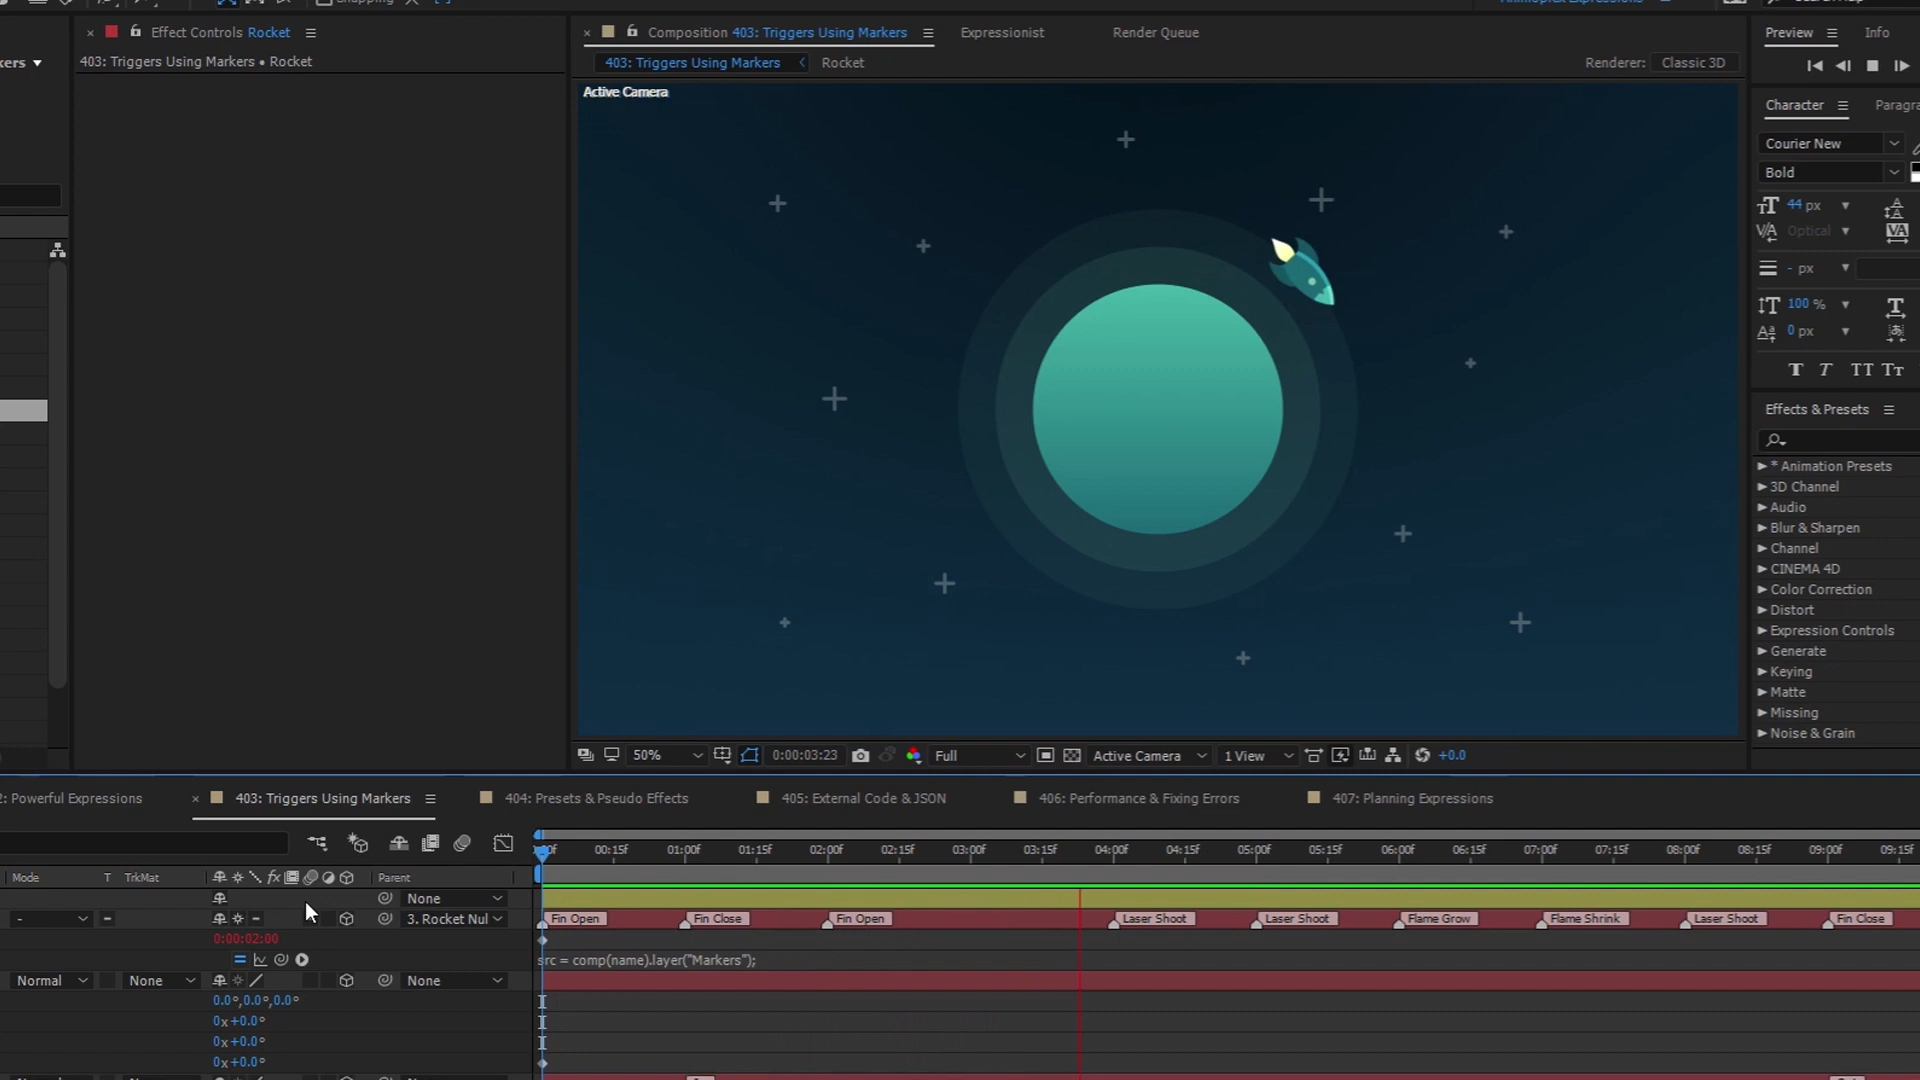 Effect Controls Rocket
403: Triggers Using Markers • Rocket
Composition 403: Triggers Using Markers
Expressionist
Render Queue
403: Triggers Using Markers
Rocket
Renderer:
Classic 3D
Active Camera
Preview
Info
Character
Courier New
Bold
44 px
Optical
- px
100 %
0 px
Effects & Presets
* Animation Presets
3D Channel
Audio
Blur & Sharpen
Channel
CINEMA 4D
Color Correction
Distort
Expression Controls
Generate
Keying
Matte
Missing
Noise & Grain
50%
0:00:03:23
Full
Active Camera
1 View
+0.0
Powerful Expressions
403: Triggers Using Markers
404: Presets & Pseudo Effects
405: External Code & JSON
406: Performance & Fixing Errors
407: Planning Expressions
00:15f 01:00f 01:15f 02:00f 02:15f 03:00f 03:15f 04:00f 04:15f 05:00f 05:15f 06:00f 06:15f 07:00f 07:15f 08:00f 08:15f 09:00f 09:15f
Mode T TrkMat Parent
None
- 3. Rocket Nul Fin Open Fin Close Fin Open Laser Shoot Laser Shoot Flame Grow Flame Shrink Laser Shoot Fin Close
0:00:02:00
src = comp(name).layer("Markers");
Normal None None
0.0°,0.0°,0.0°
0x+0.0°
0x+0.0°
0x+0.0°